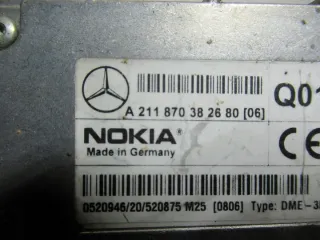 A 211 870 38 26 80 [06]
Q01
NOKIA
Made in Germany
CE
0520946/20/520875 M25 [0806] Type: DME-3